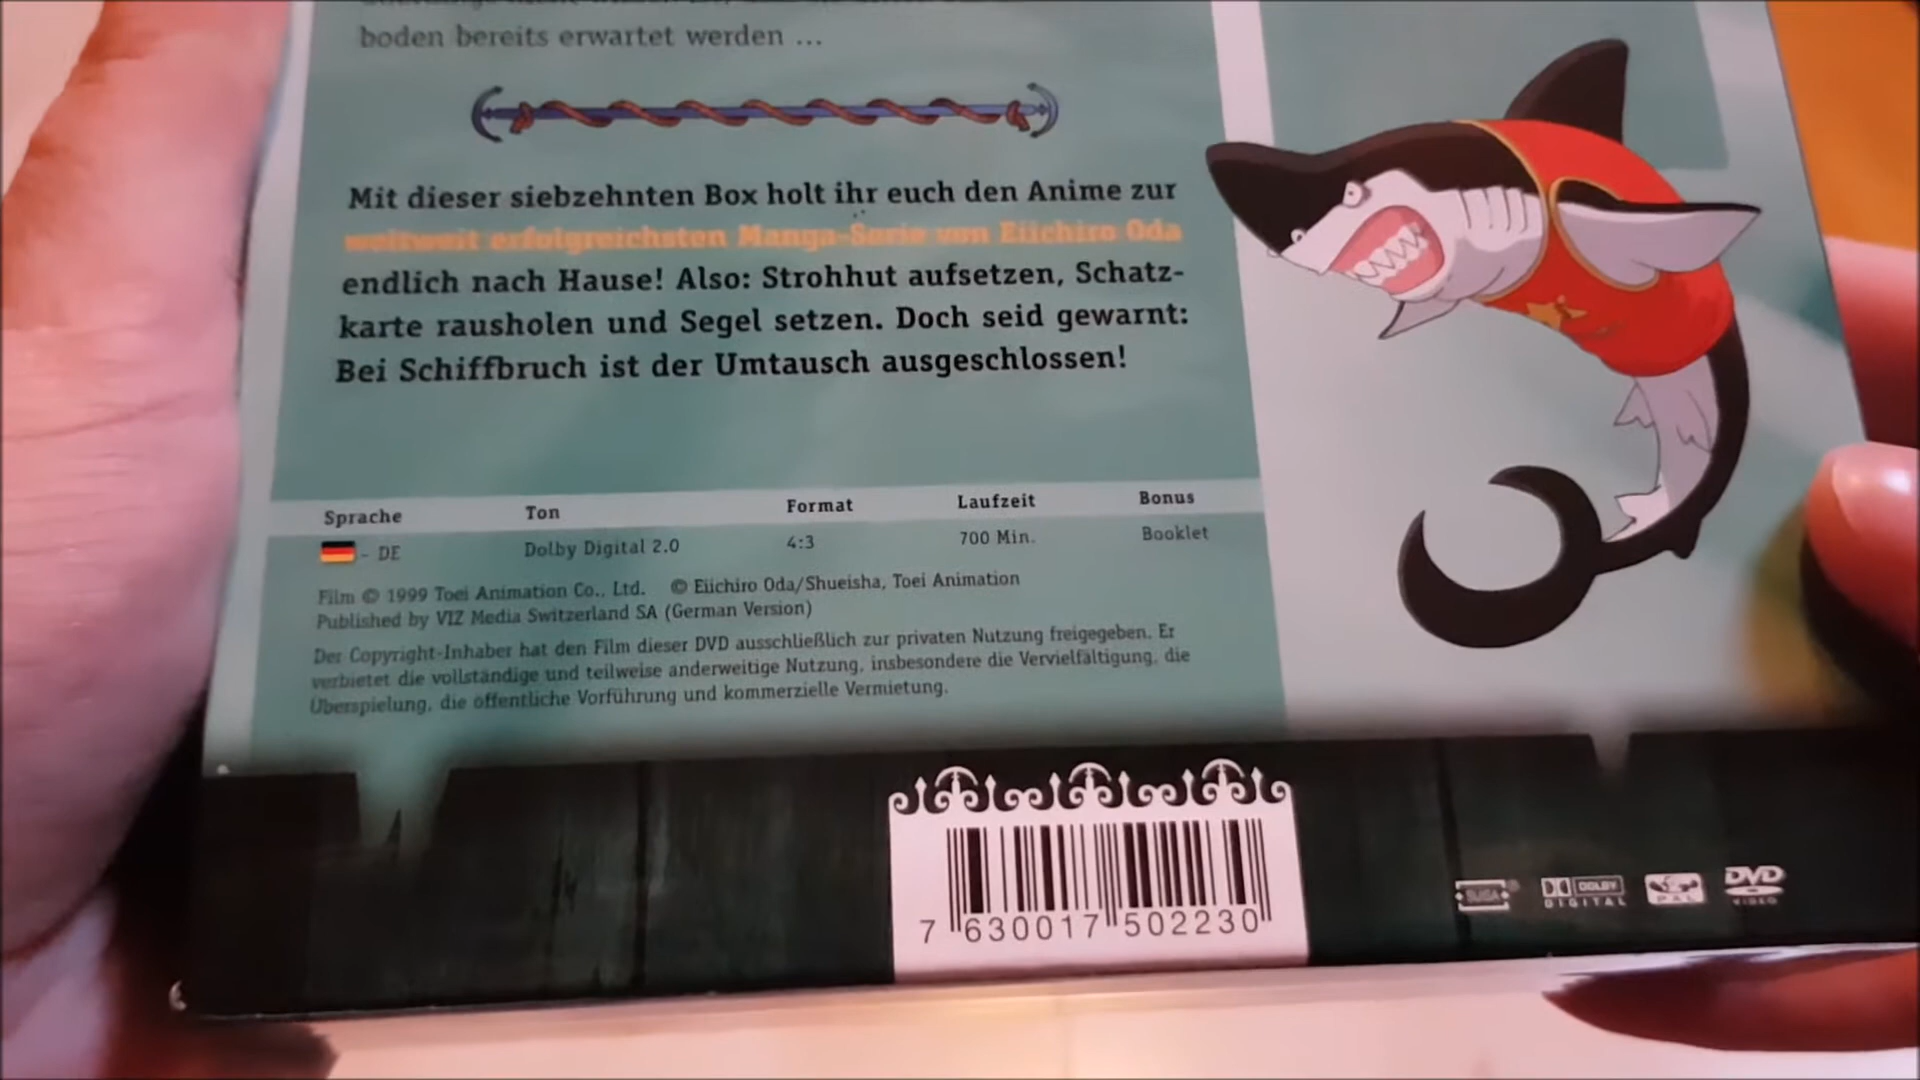 boden bereits erwartet werden ...
Mit dieser siebzehnten Box holt ihr euch den Anime zur
weltweit erfolgreichsten Manga-Serie von Eiichiro Oda
endlich nach Hause! Also: Strohhut aufsetzen, Schatz-
karte rausholen und Segel setzen. Doch seid gewarnt:
Bei Schiffbruch ist der Umtausch ausgeschlossen!
Sprache Ton Format Laufzeit Bonus
- DE Dolby Digital 2.0 4:3 700 Min. Booklet
Film © 1999 Toei Animation Co., Ltd. © Eiichiro Oda/Shueisha, Toei Animation
Published by VIZ Media Switzerland SA (German Version)
Der Copyright-Inhaber hat den Film dieser DVD ausschließlich zur privaten Nutzung freigegeben. Er
verbietet die vollständige und teilweise anderweitige Nutzung, insbesondere die Vervielfältigung, die
Überspielung, die öffentliche Vorführung und kommerzielle Vermietung.
SUISA DOLBY DIGITAL PAL DVD VIDEO
7 630017 502230